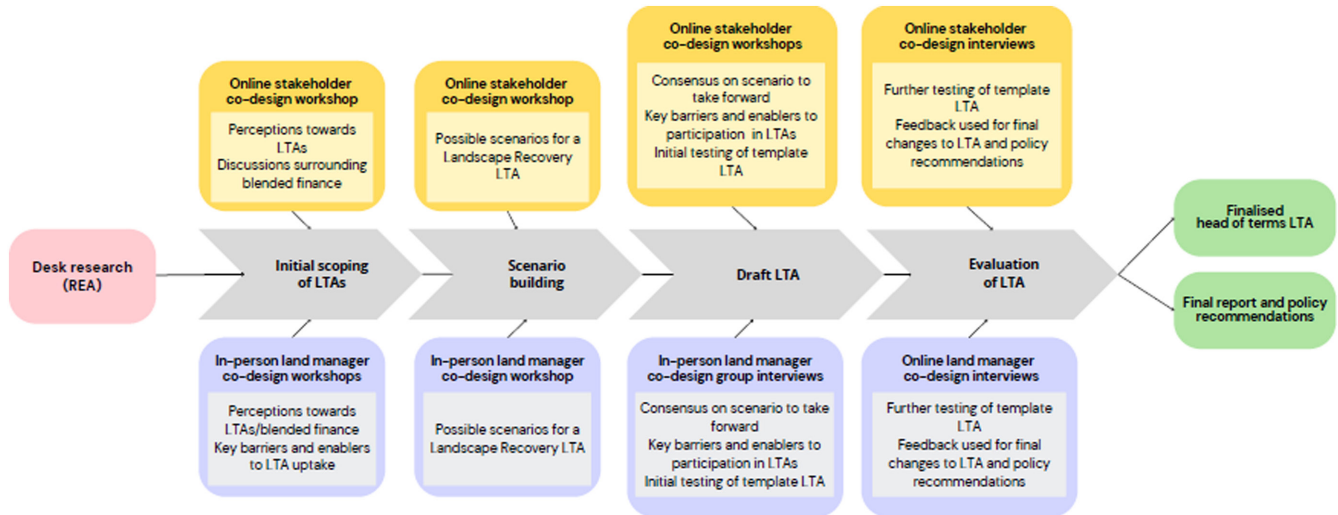 Online stakeholder
co-design workshop
Perceptions towards
LTAs
Discussions surrounding
blended finance
Online stakeholder
co-design workshop
Possible scenarios for a
Landscape Recovery
LTA
Online stakeholder
co-design workshops
Consensus on scenario to
take forward
Key barriers and enablers to
participation in LTAs
Initial testing of template
LTA
Online stakeholder
co-design interviews
Further testing of template
LTA
Feedback used for final
changes to LTA and policy
recommendations
Desk research
(REA)
Initial scoping
of LTAs
Scenario
building
Draft LTA
Evaluation
of LTA
Finalised
head of terms LTA
Final report and policy
recommendations
In-person land manager
co-design workshops
Perceptions towards
LTAs/blended finance
Key barriers and enablers
to LTA uptake
In-person land manager
co-design workshop
Possible scenarios for a
Landscape Recovery LTA
In-person land manager
co-design group interviews
Consensus on scenario to take
forward
Key barriers and enablers to
participation in LTAs
Initial testing of template LTA
Online land manager
co-design interviews
Further testing of template
LTA
Feedback used for final
changes to LTA and policy
recommendations